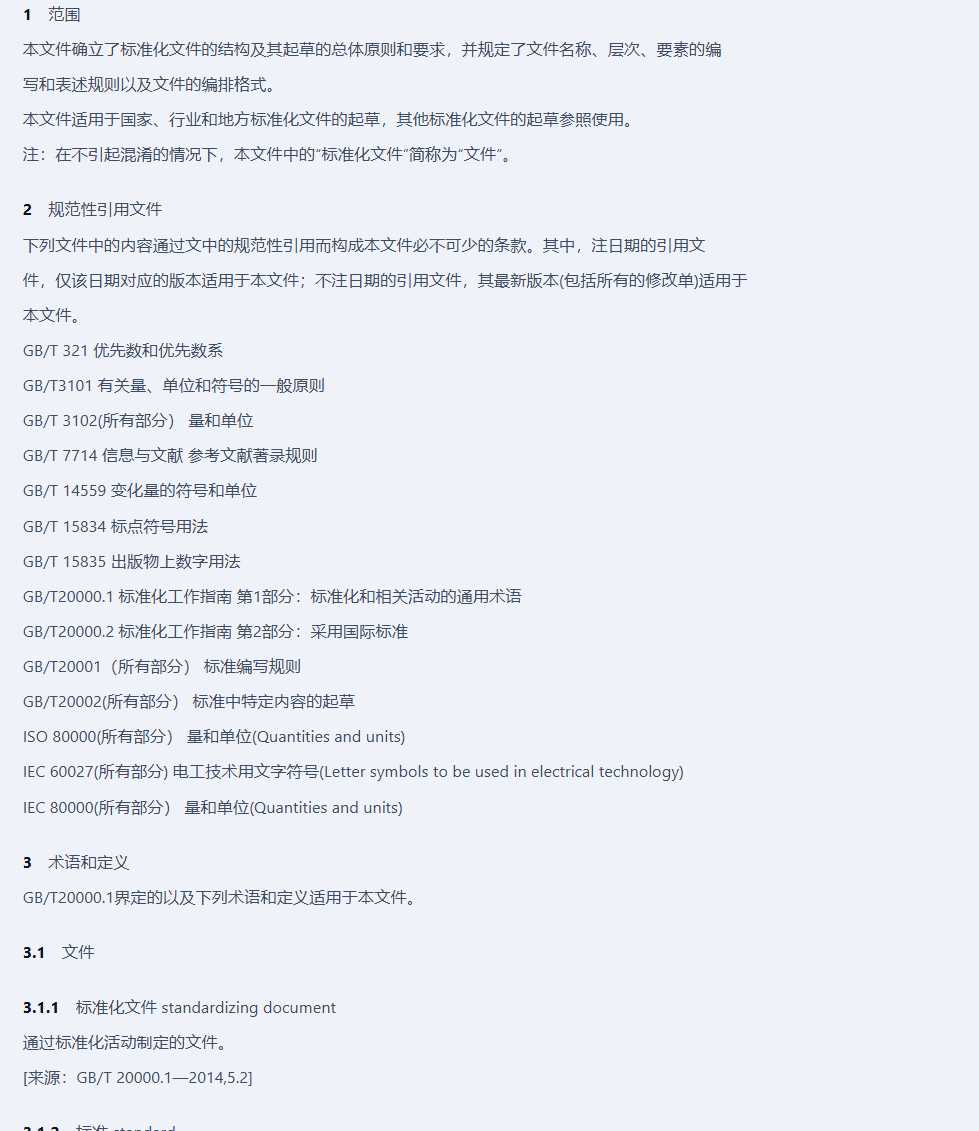 1 范围
本文件确立了标准化文件的结构及其起草的总体原则和要求，并规定了文件名称、层次、要素的编
写和表述规则以及文件的编排格式。
本文件适用于国家、行业和地方标准化文件的起草，其他标准化文件的起草参照使用。
注：在不引起混淆的情况下，本文件中的“标准化文件”简称为“文件”。
2 规范性引用文件
下列文件中的内容通过文中的规范性引用而构成本文件必不可少的条款。其中，注日期的引用文
件，仅该日期对应的版本适用于本文件；不注日期的引用文件，其最新版本(包括所有的修改单)适用于
本文件。
GB/T 321 优先数和优先数系
GB/T3101 有关量、单位和符号的一般原则
GB/T 3102(所有部分） 量和单位
GB/T 7714 信息与文献 参考文献著录规则
GB/T 14559 变化量的符号和单位
GB/T 15834 标点符号用法
GB/T 15835 出版物上数字用法
GB/T20000.1 标准化工作指南 第1部分：标准化和相关活动的通用术语
GB/T20000.2 标准化工作指南 第2部分：采用国际标准
GB/T20001（所有部分） 标准编写规则
GB/T20002(所有部分） 标准中特定内容的起草
ISO 80000(所有部分） 量和单位(Quantities and units)
IEC 60027(所有部分) 电工技术用文字符号(Letter symbols to be used in electrical technology)
IEC 80000(所有部分） 量和单位(Quantities and units)
3 术语和定义
GB/T20000.1界定的以及下列术语和定义适用于本文件。
3.1 文件
3.1.1 标准化文件 standardizing document
通过标准化活动制定的文件。
[来源：GB/T 20000.1—2014,5.2]
3.1.2 标准 standard